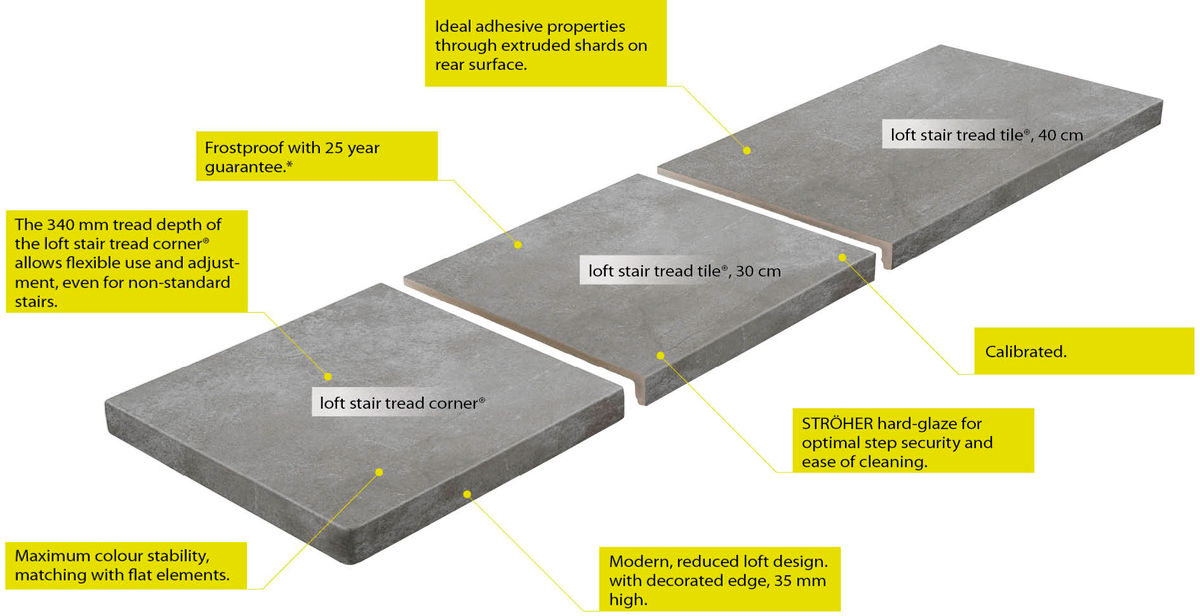 Ideal adhesive properties
through extruded shards on
rear surface.
loft stair tread tile®, 40 cm
Frostproof with 25 year
guarantee.*
The 340 mm tread depth of
the loft stair tread corner®
allows flexible use and adjust-
ment, even for non-standard
stairs.
loft stair tread tile®, 30 cm
Calibrated.
loft stair tread corner®
STRÖHER hard-glaze for
optimal step security and
ease of cleaning.
Maximum colour stability,
matching with flat elements.
Modern, reduced loft design.
with decorated edge, 35 mm
high.